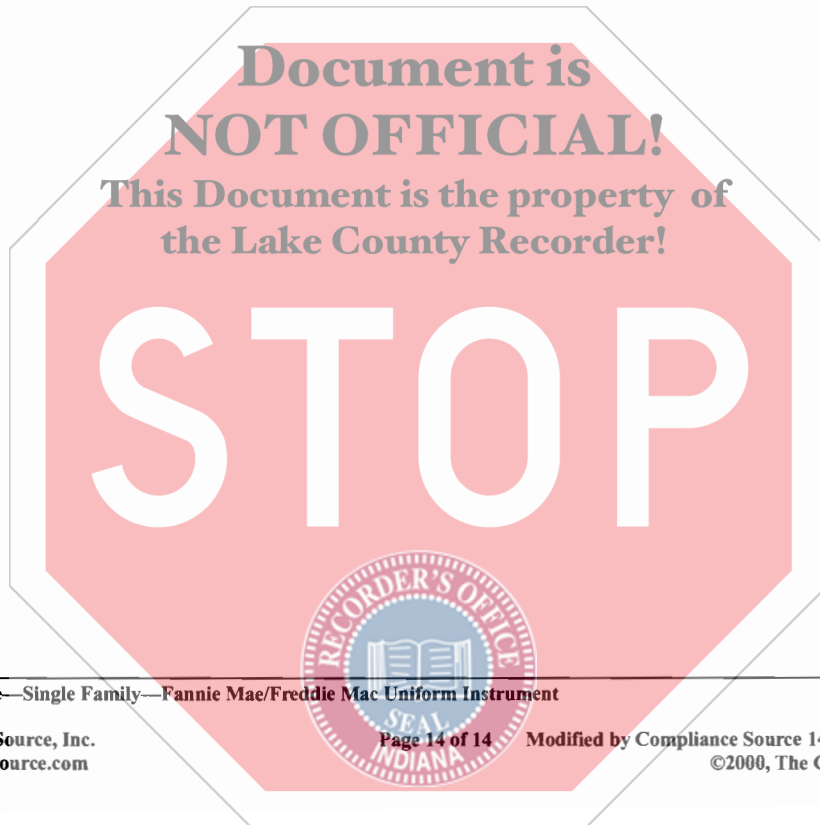 Document is
NOT OFFICIAL!
This Document is the property of
the Lake County Recorder!
STOP
RECORDER'S OFFICE
SEAL
INDIANA
—Single Family—Fannie Mae/Freddie Mac Uniform Instrument
Source, Inc. Page 14 of 14 Modified by Compliance Source 14
ource.com ©2000, The